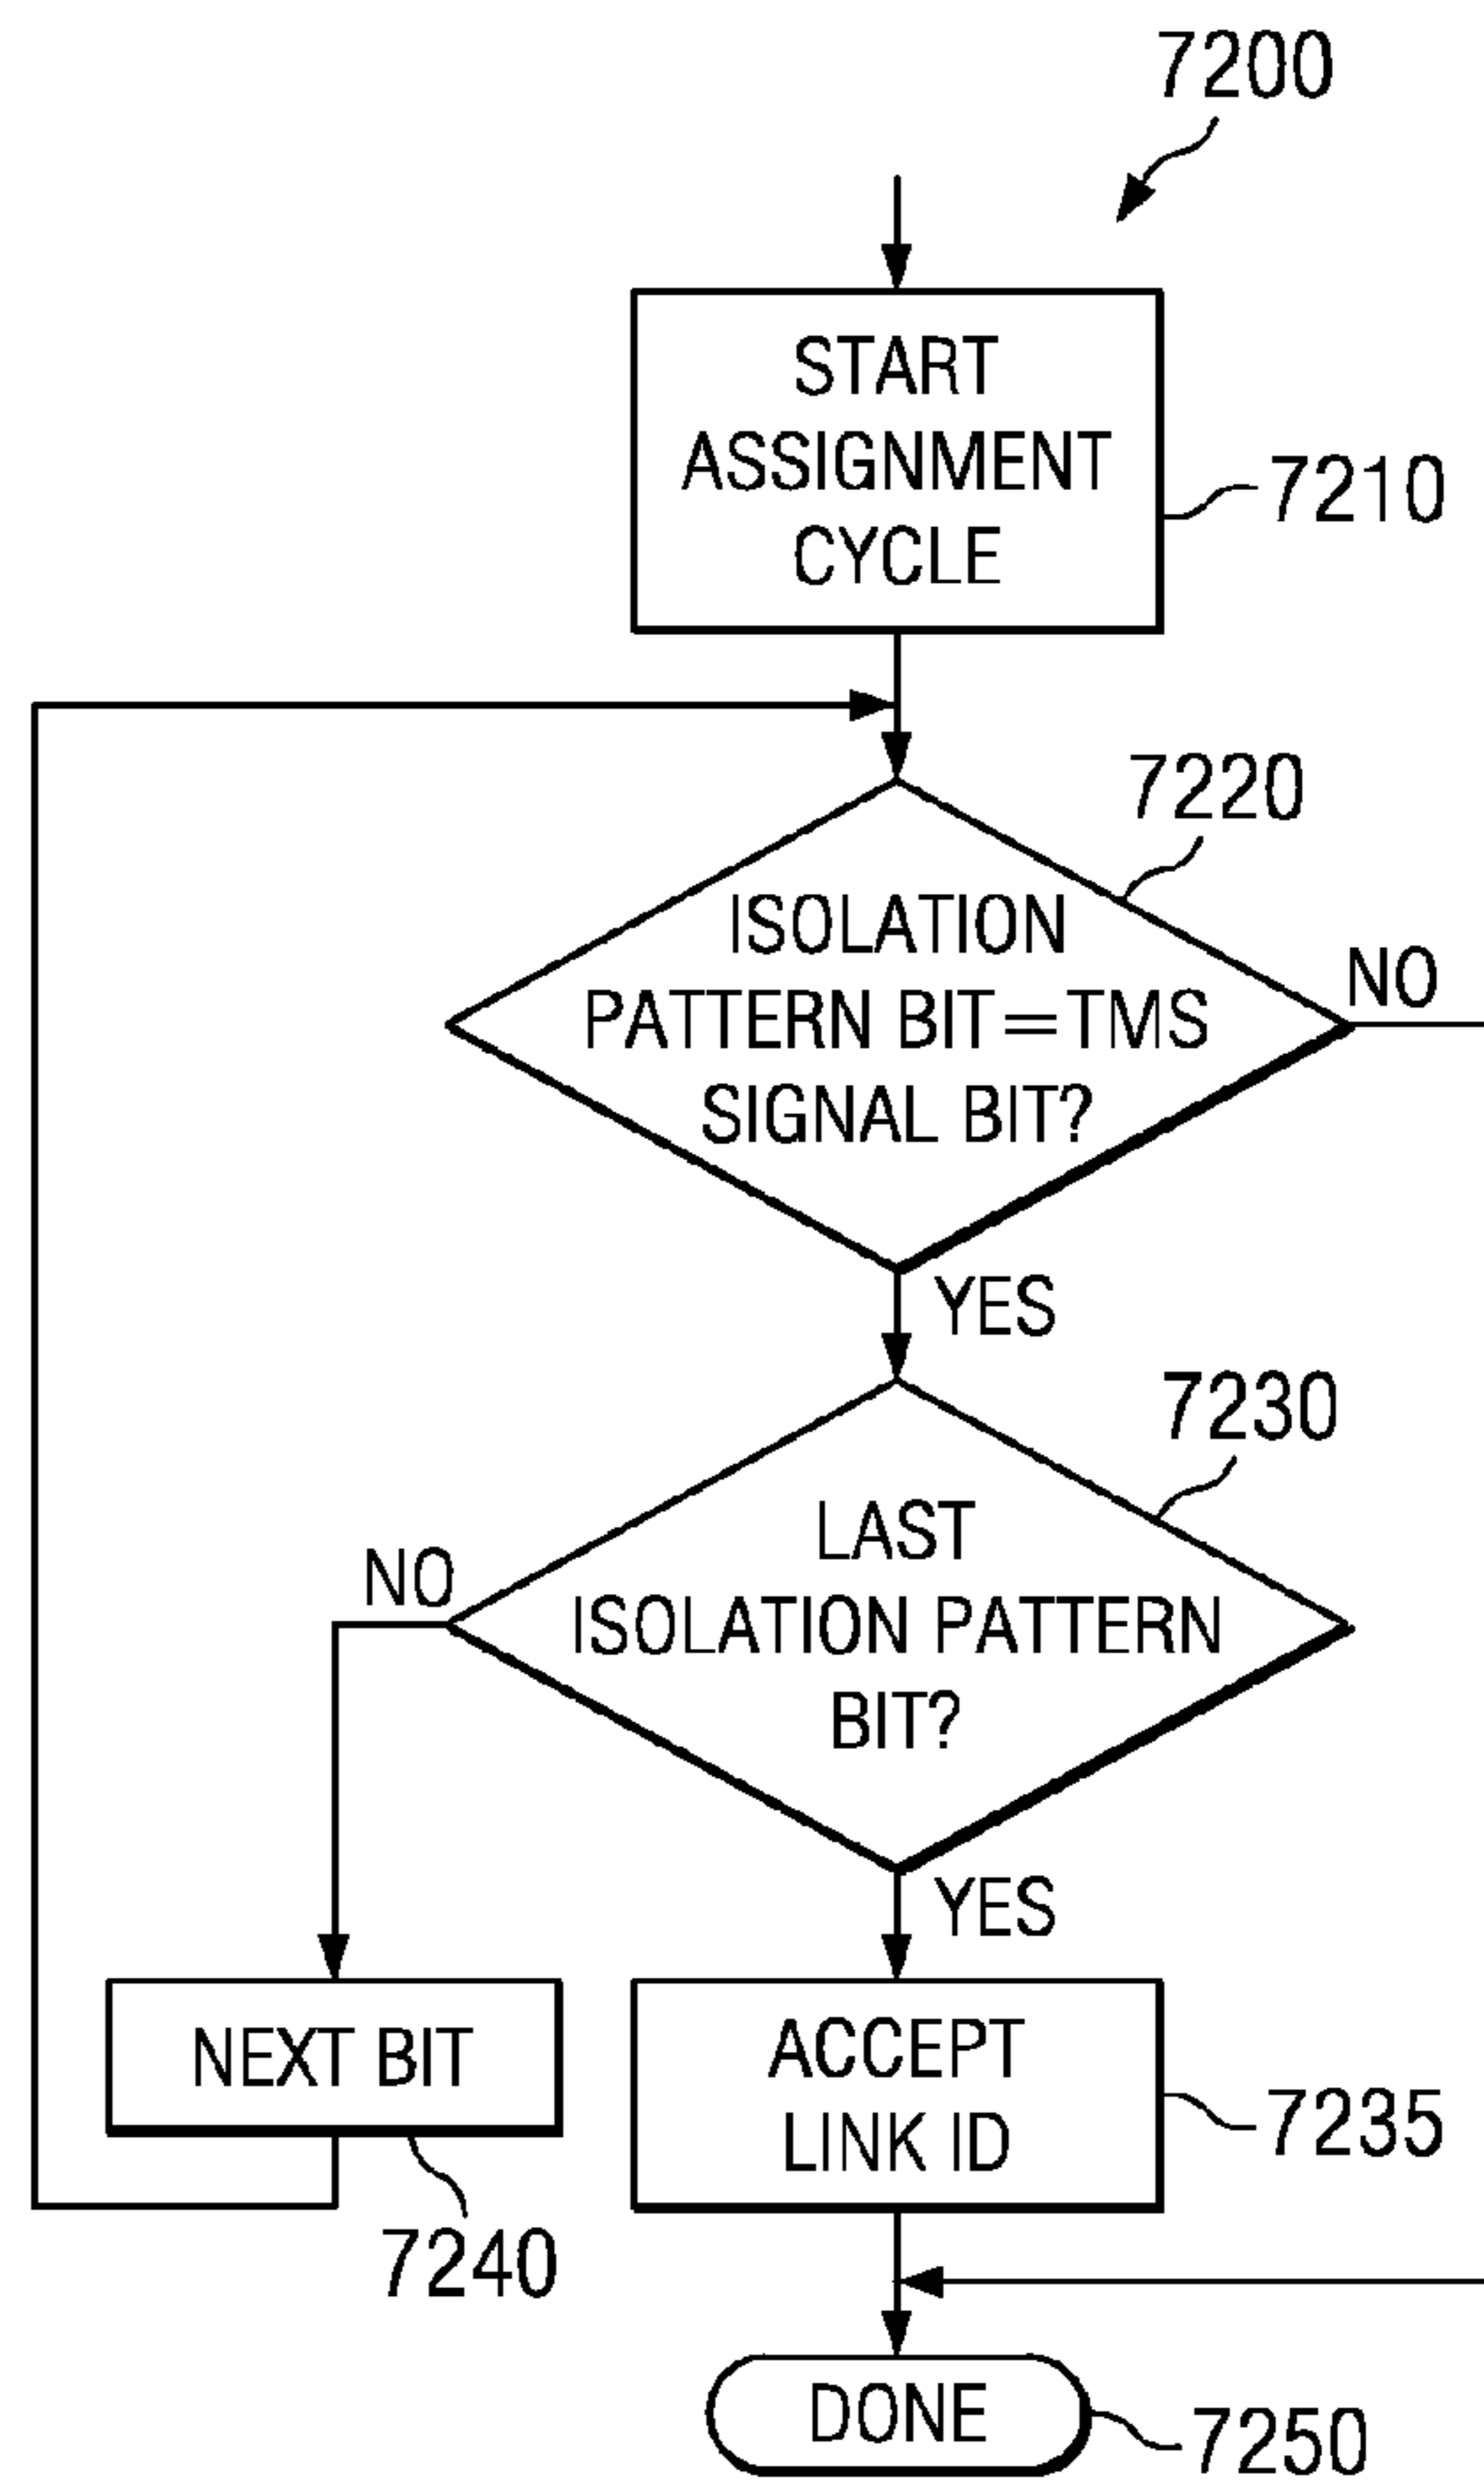 7200
START
ASSIGNMENT
CYCLE
7210
7220
ISOLATION
PATTERN BIT=TMS
SIGNAL BIT?
NO
YES
7230
LAST
ISOLATION PATTERN
BIT?
NO
YES
NEXT BIT
7240
ACCEPT
LINK ID
7235
DONE
7250